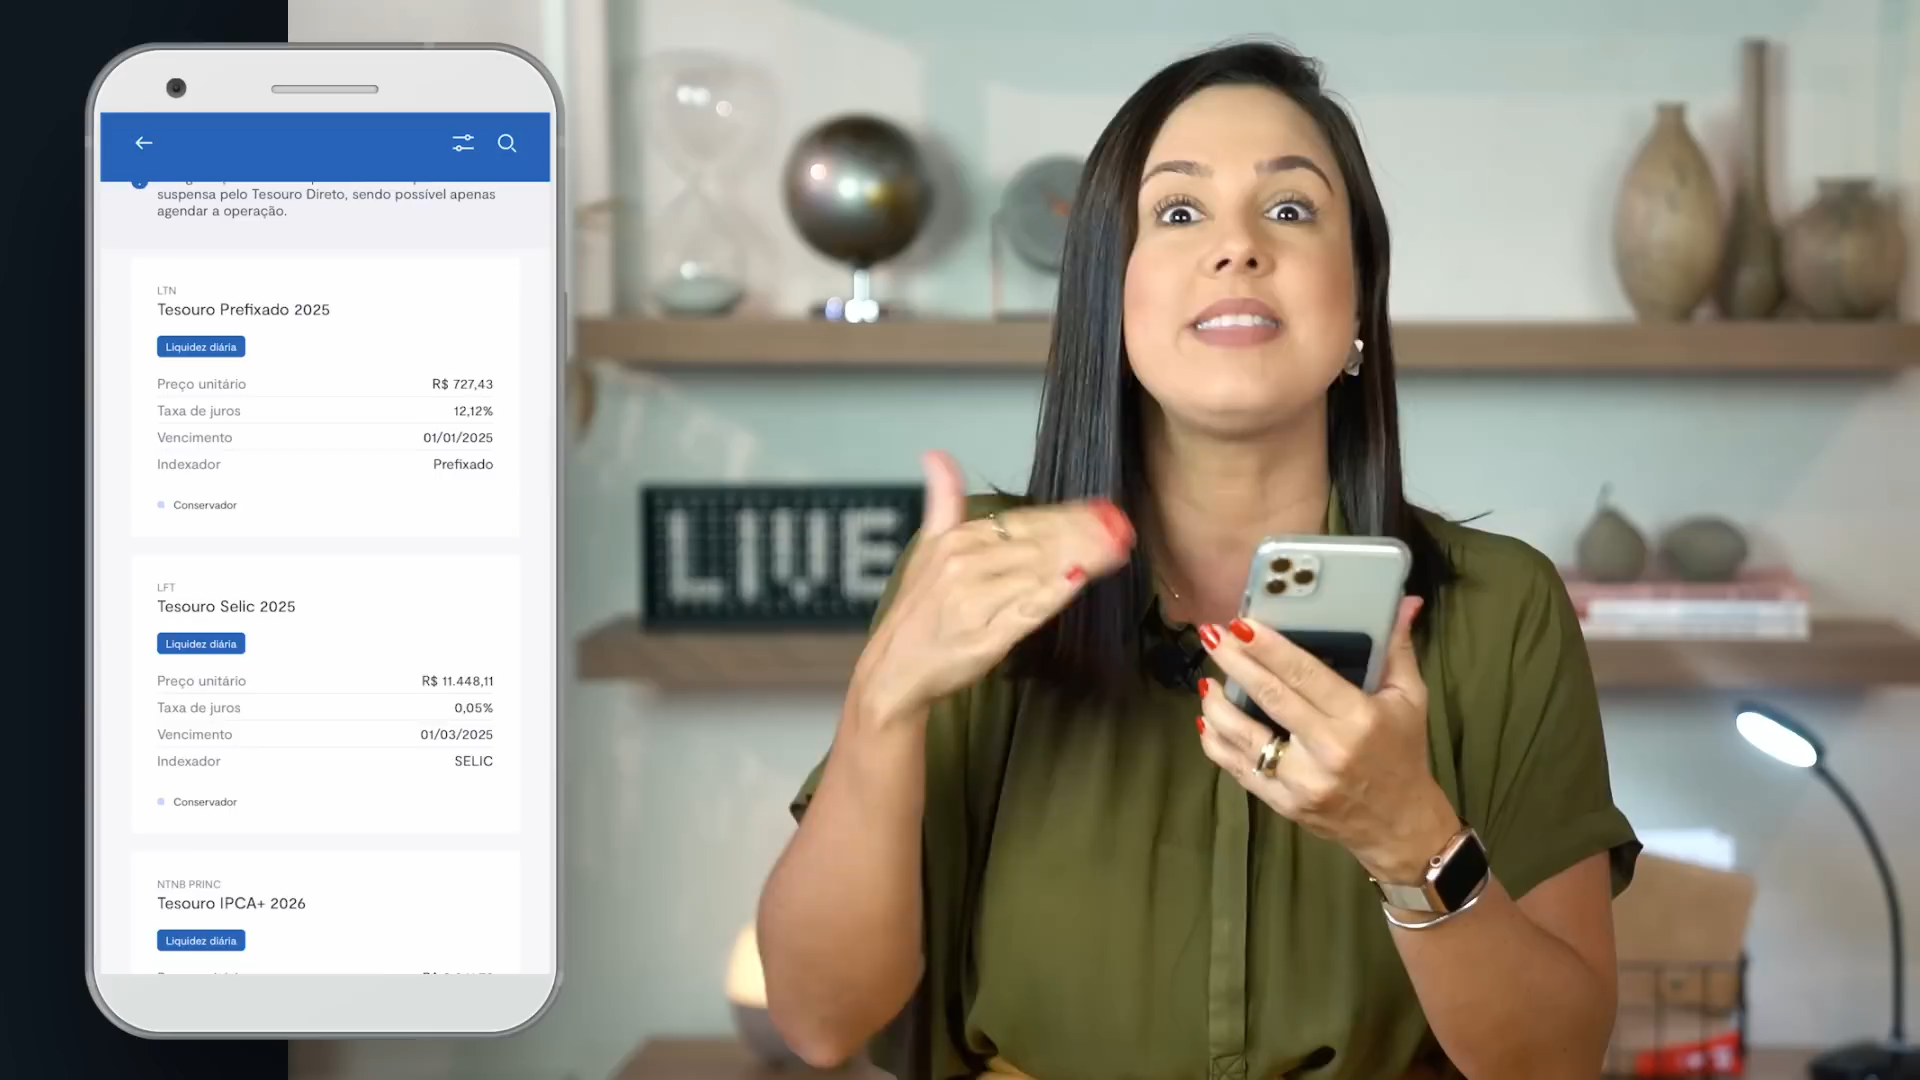 suspensa pelo Tesouro Direto, sendo possível apenas
agendar a operação.
LTN
Tesouro Prefixado 2025
Liquidez diária
Preço unitário R$ 727,43
Taxa de juros 12,12%
Vencimento 01/01/2025
Indexador Prefixado
Conservador
LFT
Tesouro Selic 2025
Liquidez diária
Preço unitário R$ 11.448,11
Taxa de juros 0,05%
Vencimento 01/03/2025
Indexador SELIC
Conservador
NTNB PRINC
Tesouro IPCA+ 2026
Liquidez diária
LIVE